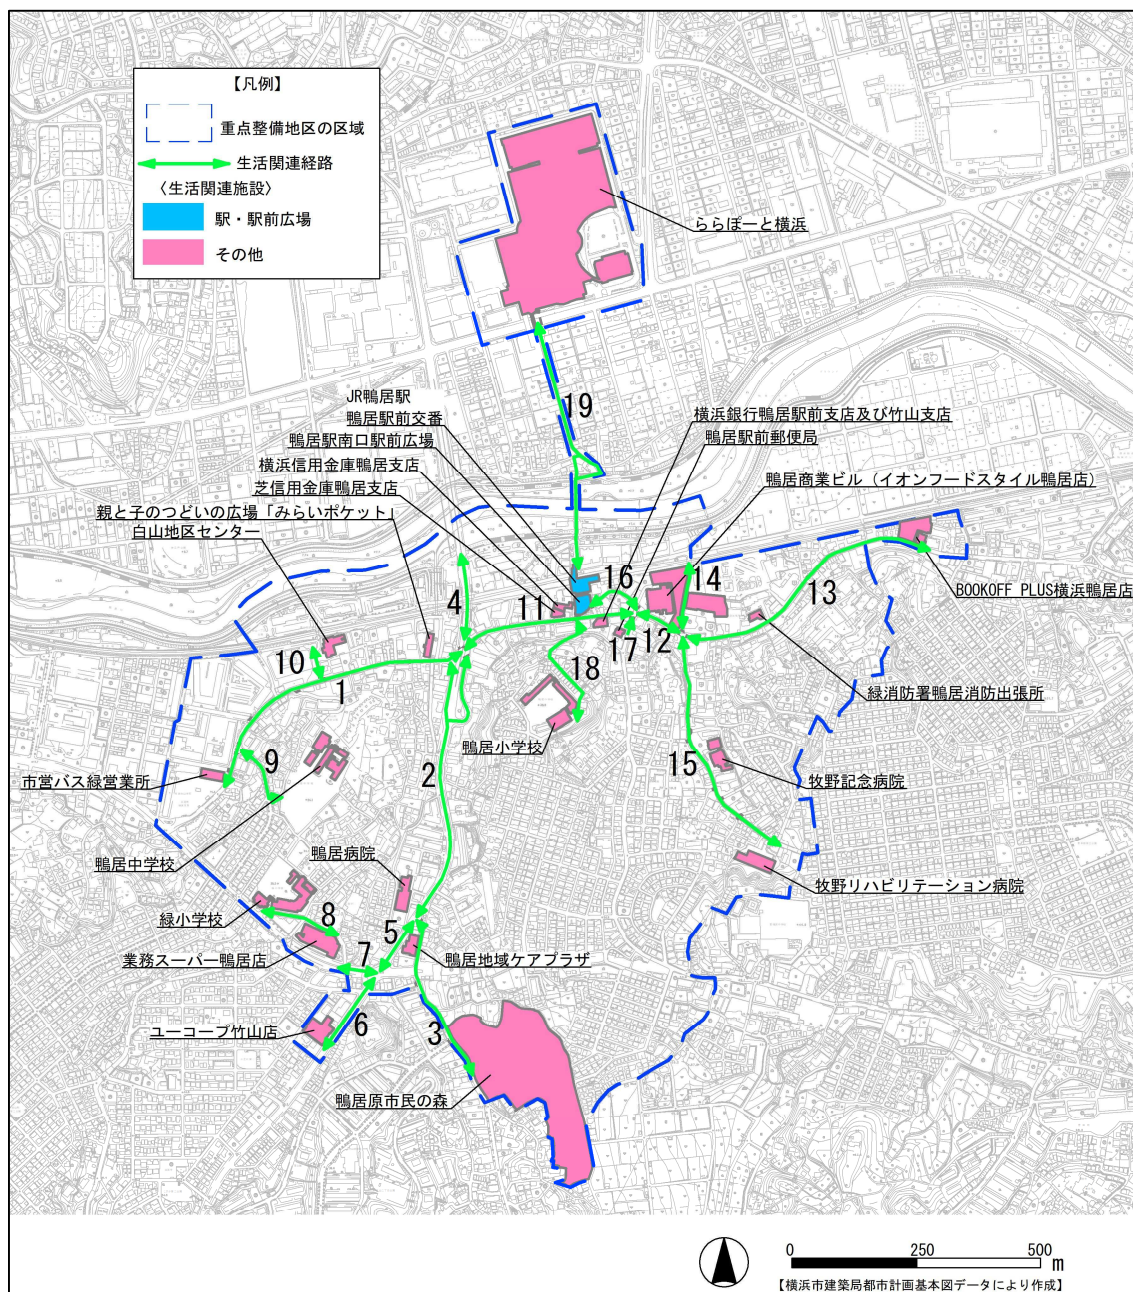 【凡例】
重点整備地区の区域
生活関連経路
〈生活関連施設〉
駅・駅前広場
その他
ららぽーと横浜
19
JR鴨居駅
鴨居駅前交番
鴨居駅南口駅前広場
横浜信用金庫鴨居支店
芝信用金庫鴨居支店
親と子のつどいの広場「みらいポケット」
白山地区センター
横浜銀行鴨居駅前支店及び竹山支店
鴨居駅前郵便局
鴨居商業ビル（イオンフードスタイル鴨居店）
BOOKOFF PLUS横浜鴨居店
16
14
13
4
11
12
17
10
1
18
緑消防署鴨居消防出張所
鴨居小学校
9
2
15
市営バス緑営業所
牧野記念病院
鴨居中学校
鴨居病院
牧野リハビリテーション病院
緑小学校
8
5
業務スーパー鴨居店
7
鴨居地域ケアプラザ
ユーコープ竹山店
6
3
鴨居原市民の森
0
250
500
m
【横浜市建築局都市計画基本図データにより作成】